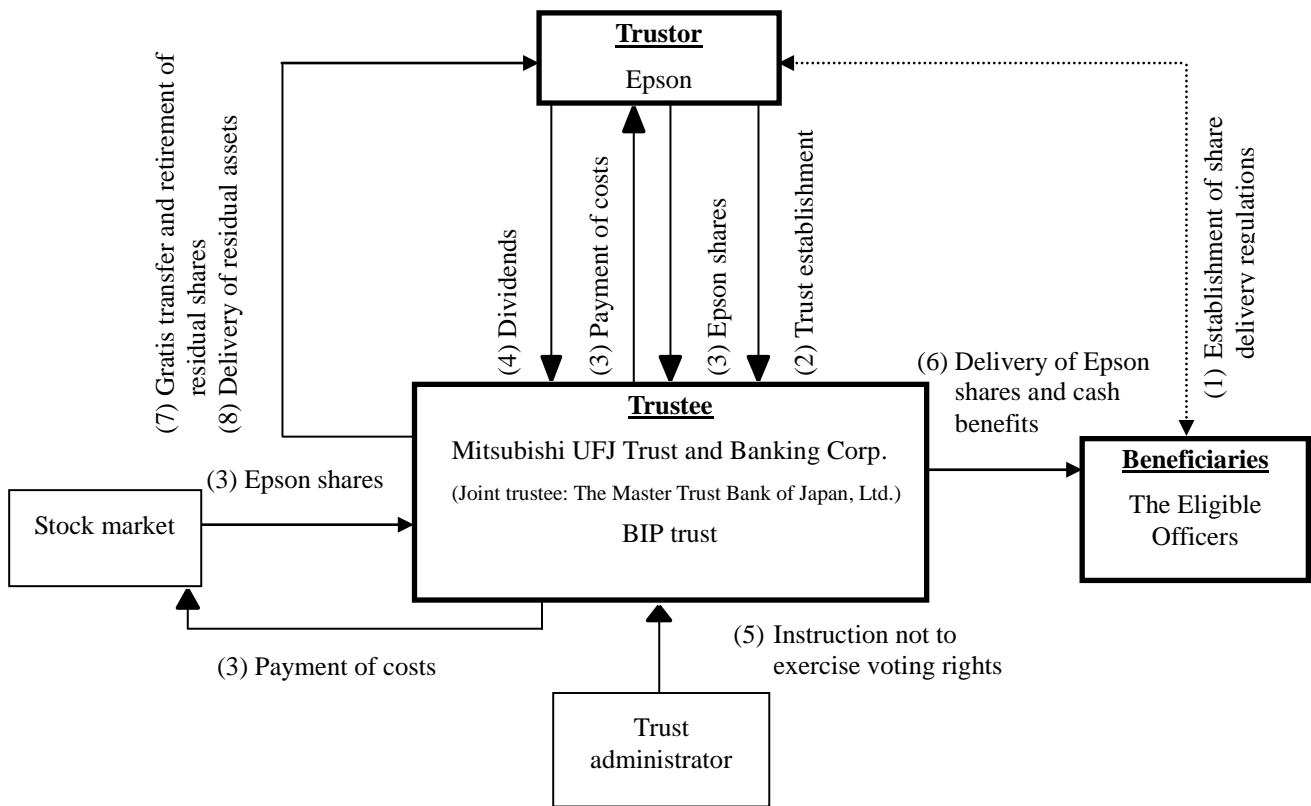 Trustor
Epson
(7) Gratis transfer and retirement of
residual shares
(8) Delivery of residual assets
(4) Dividends
(3) Payment of costs
(3) Epson shares
(2) Trust establishment
(1) Establishment of share
delivery regulations
(6) Delivery of Epson
shares and cash
benefits
Trustee
Mitsubishi UFJ Trust and Banking Corp.
(Joint trustee: The Master Trust Bank of Japan, Ltd.)
BIP trust
Beneficiaries
The Eligible
Officers
(3) Epson shares
Stock market
(3) Payment of costs
(5) Instruction not to
exercise voting rights
Trust
administrator